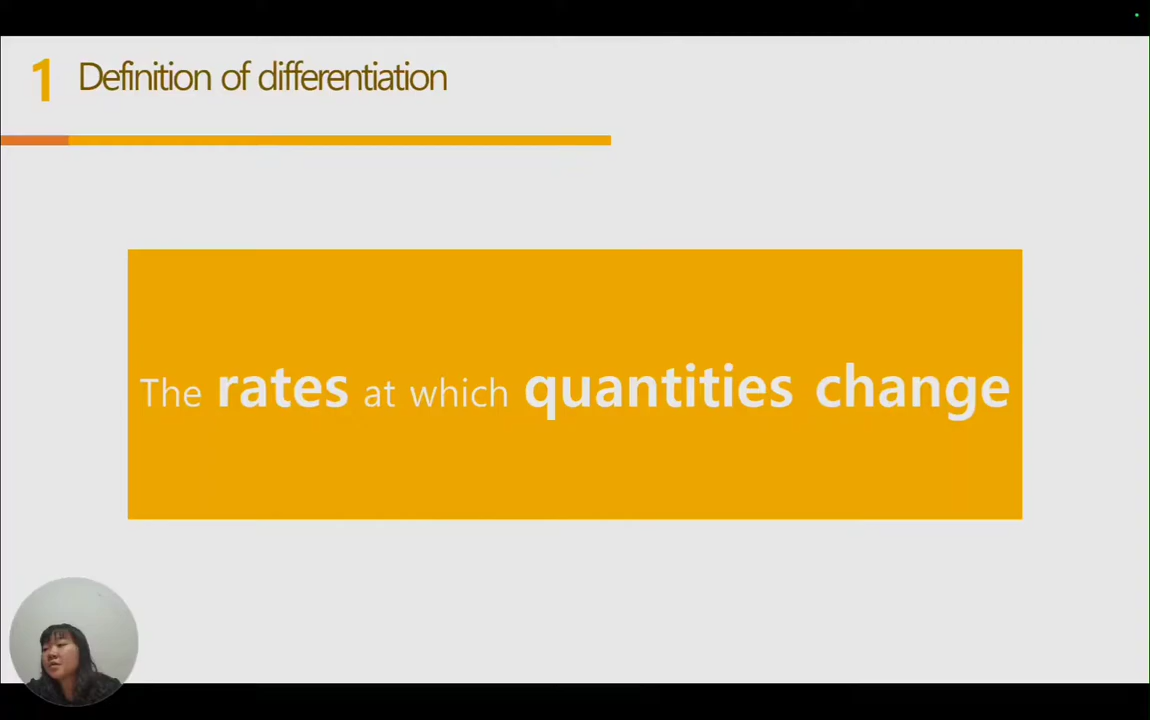 1 Definition of differentiation
The rates at which quantities change